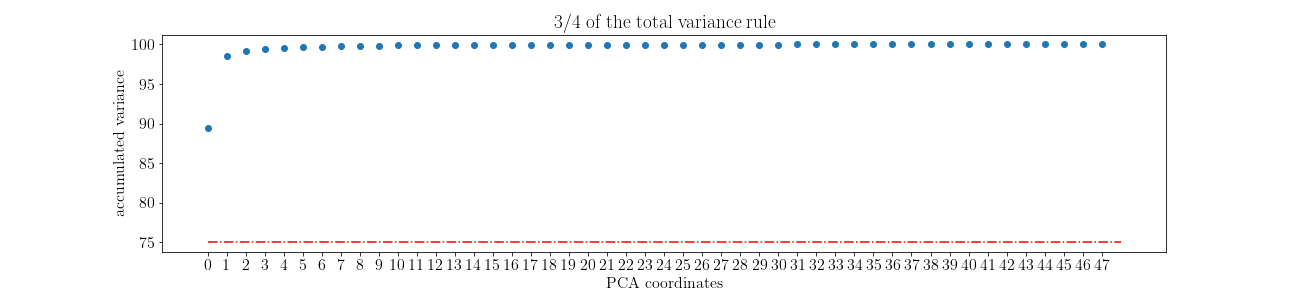 3/4 of the total variance rule
accumulated variance
100
95
90
85
80
75
0 1 2 3 4 5 6 7 8 9 10 11 12 13 14 15 16 17 18 19 20 21 22 23 24 25 26 27 28 29 30 31 32 33 34 35 36 37 38 39 40 41 42 43 44 45 46 47
PCA coordinates